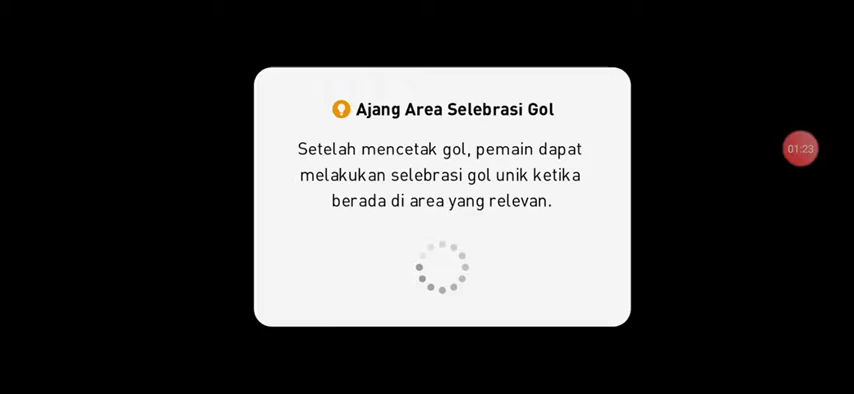 Ajang Area Selebrasi Gol
Setelah mencetak gol, pemain dapat
melakukan selebrasi gol unik ketika
berada di area yang relevan.
01:23